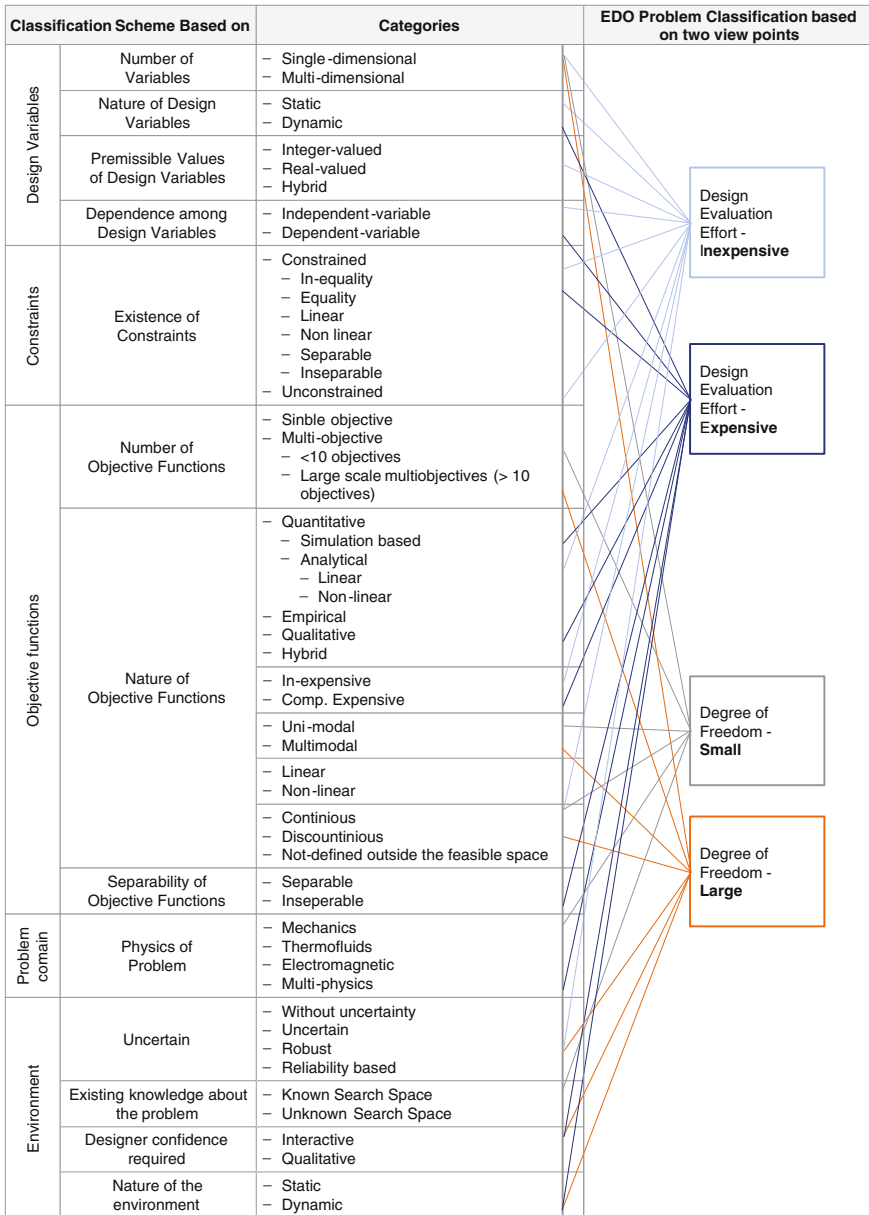 Classification Scheme Based on
Categories
EDO Problem Classification based
on two view points
Design Variables
Number of
Variables
– Single-dimensional
– Multi-dimensional
Nature of Design
Variables
– Static
– Dynamic
Premissible Values
of Design Variables
– Integer-valued
– Real-valued
– Hybrid
Dependence among
Design Variables
– Independent-variable
– Dependent-variable
Constraints
Existence of
Constraints
– Constrained
– In-equality
– Equality
– Linear
– Non linear
– Separable
– Inseparable
– Unconstrained
Objective functions
Number of
Objective Functions
– Sinble objective
– Multi-objective
– <10 objectives
– Large scale multiobjectives (> 10
objectives)
Nature of
Objective Functions
– Quantitative
– Simulation based
– Analytical
– Linear
– Non-linear
– Empirical
– Qualitative
– Hybrid
– In-expensive
– Comp. Expensive
– Uni-modal
– Multimodal
– Linear
– Non-linear
– Continious
– Discountinious
– Not-defined outside the feasible space
Separability of
Objective Functions
– Separable
– Inseperable
Problem
comain
Physics of
Problem
– Mechanics
– Thermofluids
– Electromagnetic
– Multi-physics
Environment
Uncertain
– Without uncertainty
– Uncertain
– Robust
– Reliability based
Existing knowledge about
the problem
– Known Search Space
– Unknown Search Space
Designer confidence
required
– Interactive
– Qualitative
Nature of the
environment
– Static
– Dynamic
Design
Evaluation
Effort -
Inexpensive
Design
Evaluation
Effort -
Expensive
Degree of
Freedom -
Small
Degree of
Freedom -
Large